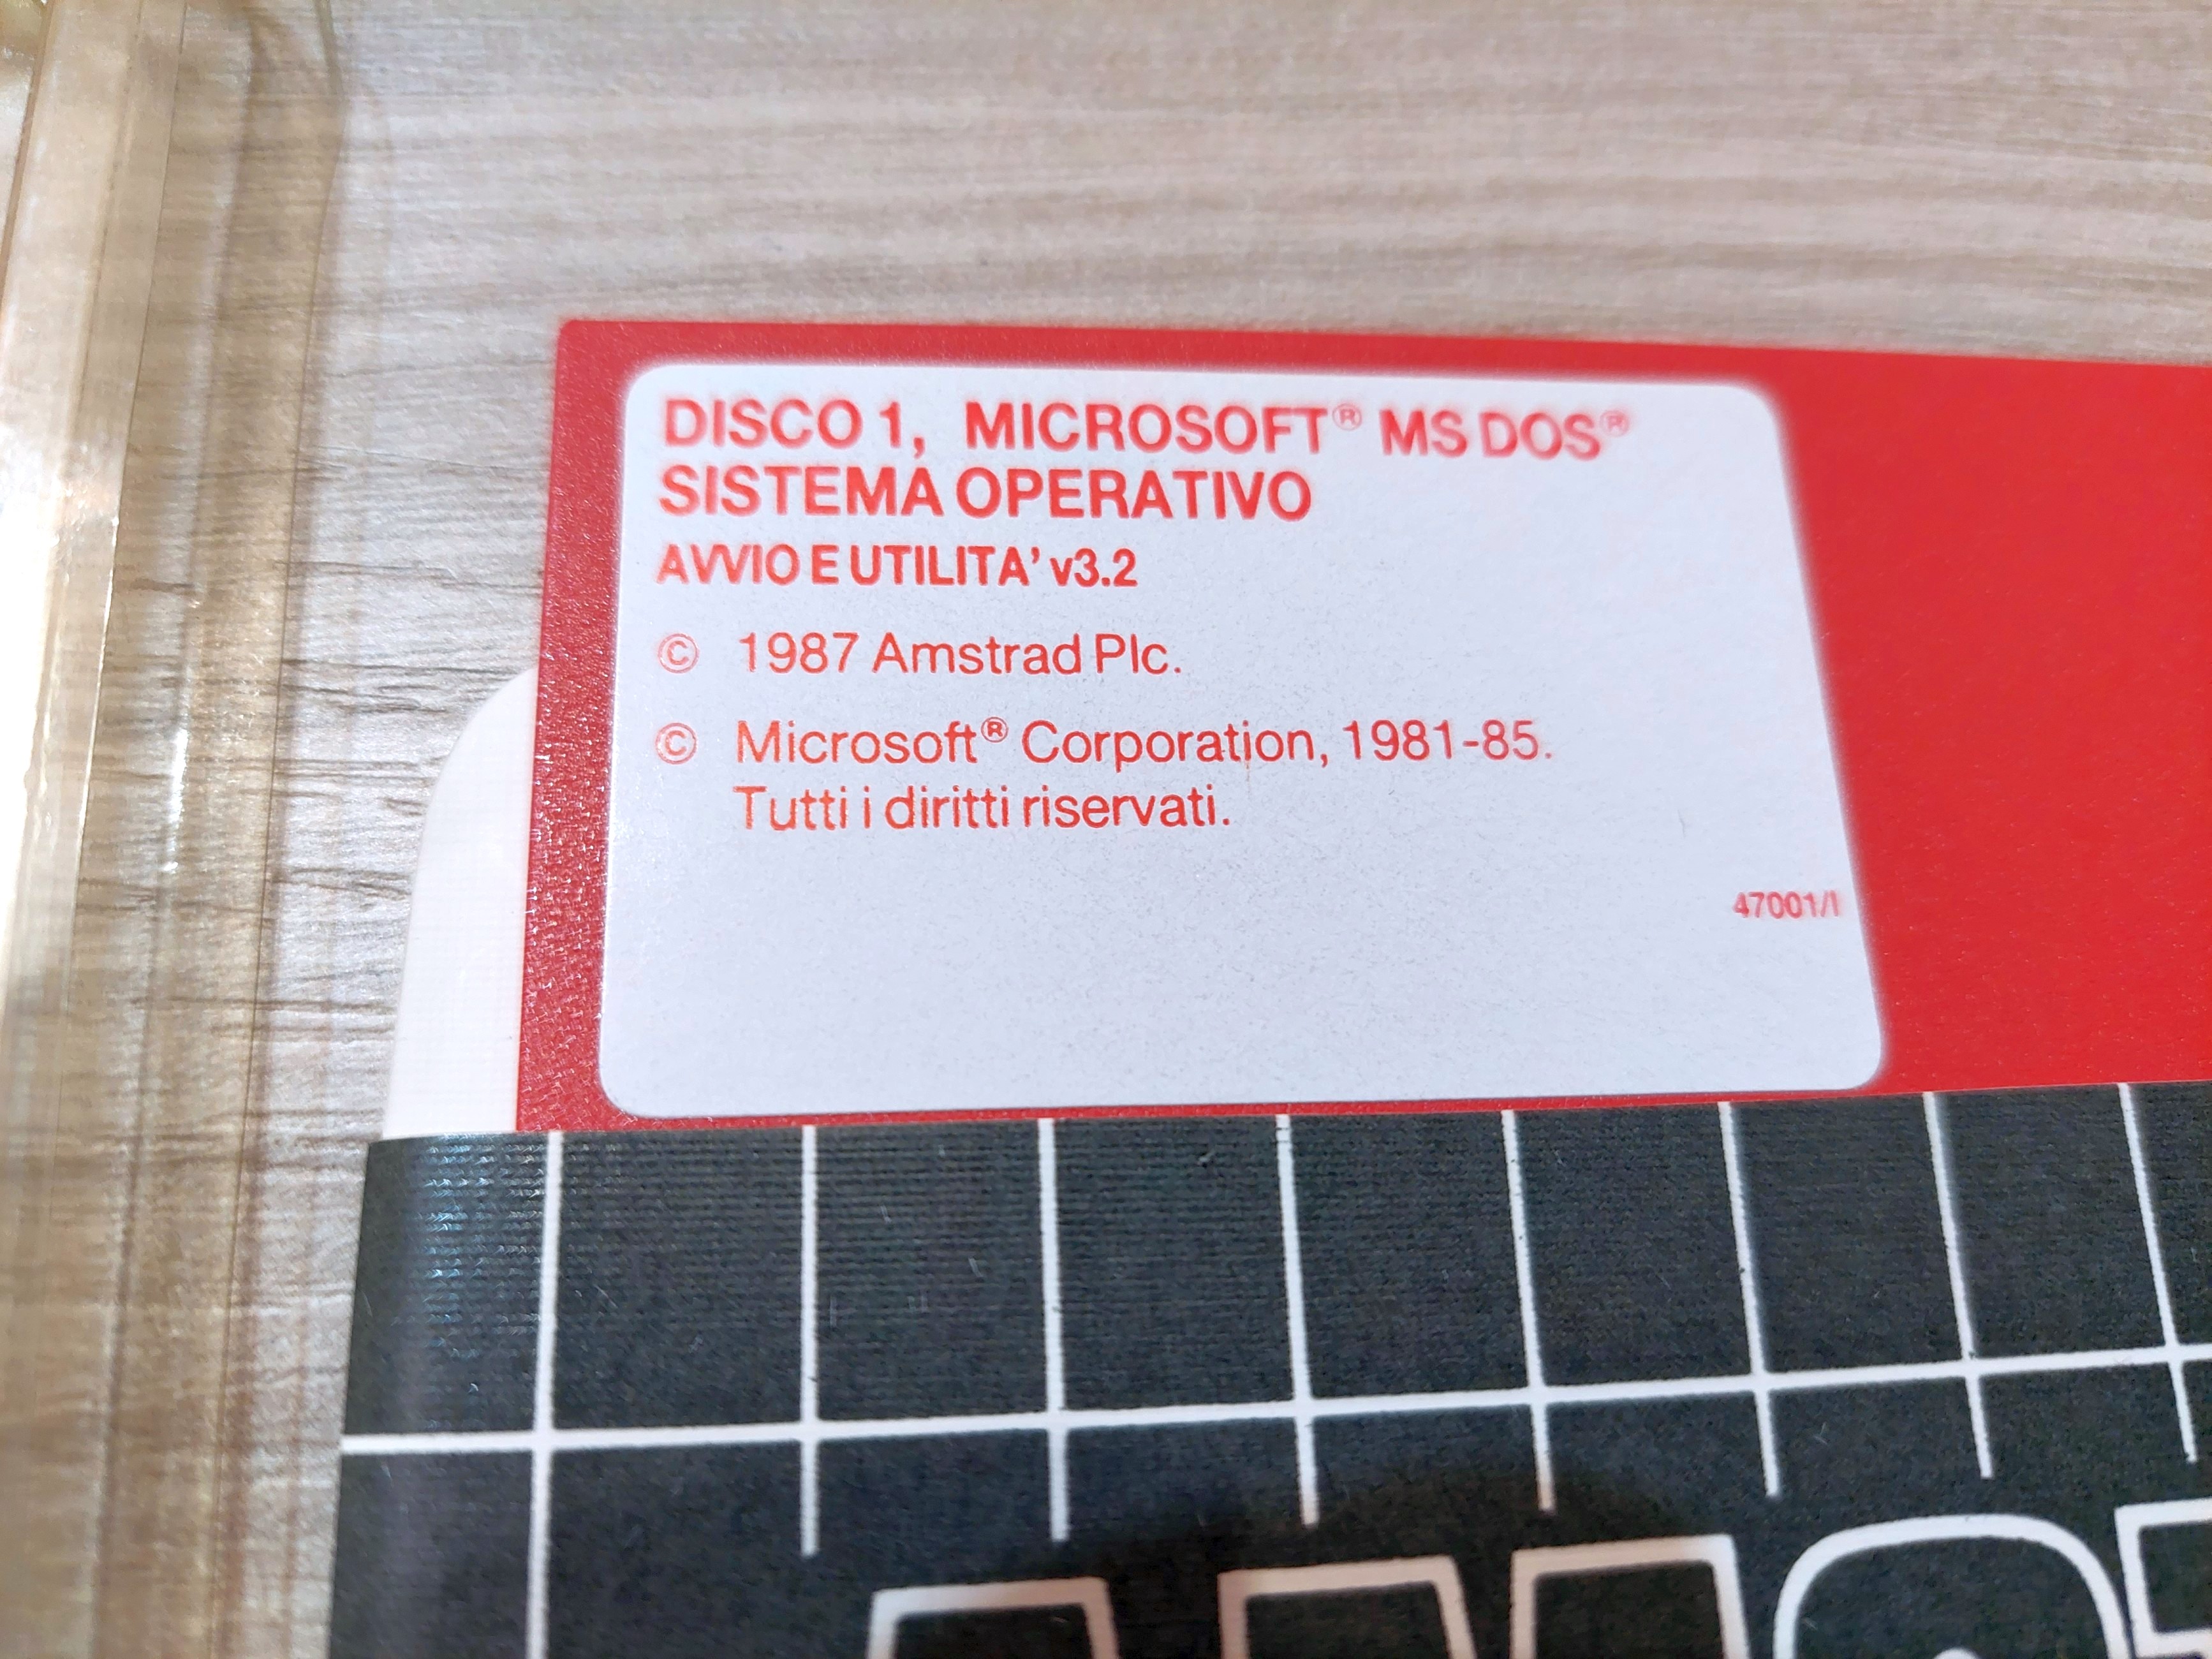 DISCO 1, MICROSOFT® MS DOS®
SISTEMA OPERATIVO
AVVIO E UTILITA' v3.2
© 1987 Amstrad Plc.
© Microsoft® Corporation, 1981-85.
Tutti i diritti riservati.
47001/I